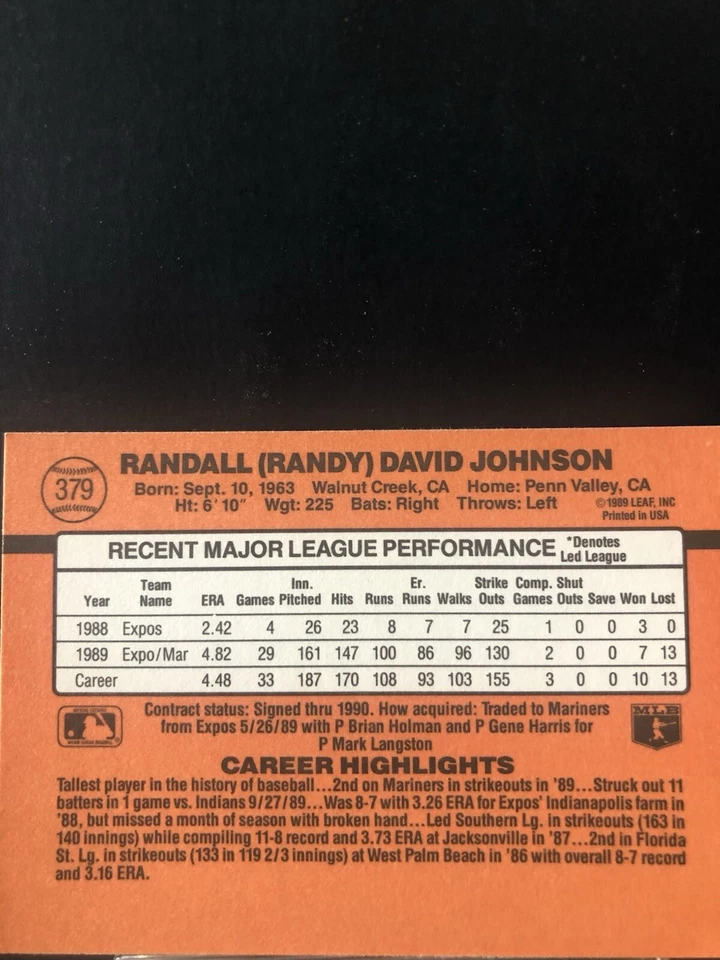 379
RANDALL (RANDY) DAVID JOHNSON
Born: Sept. 10, 1963 Walnut Creek, CA Home: Penn Valley, CA
Ht: 6' 10" Wgt: 225 Bats: Right Throws: Left
©1989 LEAF, INC
Printed in USA
RECENT MAJOR LEAGUE PERFORMANCE *Denotes
Led League
Team Inn. Er. Strike Comp. Shut
Year Name ERA Games Pitched Hits Runs Runs Walks Outs Games Outs Save Won Lost
1988 Expos 2.42 4 26 23 8 7 7 25 1 0 0 3 0
1989 Expo/Mar 4.82 29 161 147 100 86 96 130 2 0 0 7 13
Career 4.48 33 187 170 108 93 103 155 3 0 0 10 13
Contract status: Signed thru 1990. How acquired: Traded to Mariners
from Expos 5/26/89 with P Brian Holman and P Gene Harris for
P Mark Langston
MLB
CAREER HIGHLIGHTS
Tallest player in the history of baseball...2nd on Mariners in strikeouts in '89...Struck out 11
batters in 1 game vs. Indians 9/27/89...Was 8-7 with 3.26 ERA for Expos' Indianapolis farm in
'88, but missed a month of season with broken hand...Led Southern Lg. in strikeouts (163 in
140 innings) while compiling 11-8 record and 3.73 ERA at Jacksonville in '87...2nd in Florida
St. Lg. in strikeouts (133 in 119 2/3 innings) at West Palm Beach in '86 with overall 8-7 record
and 3.16 ERA.